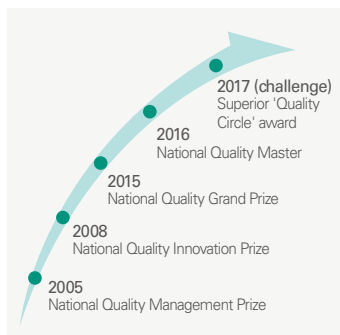 2017 (challenge)
Superior 'Quality
Circle' award
2016
National Quality Master
2015
National Quality Grand Prize
2008
National Quality Innovation Prize
2005
National Quality Management Prize